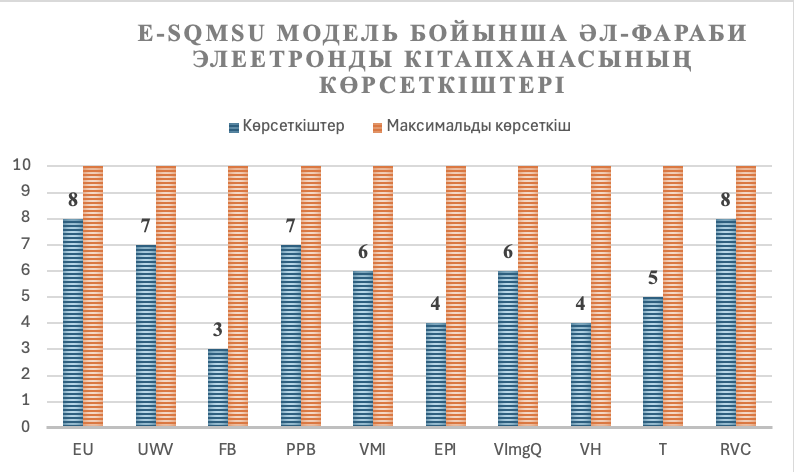 E-SQMSU МОДЕЛЬ БОЙЫНША ӘЛ-ФАРАБИ
ЭЛЕЕТРОНДЫ КІТАПХАНАСЫНЫҢ
КӨРСЕТКІШТЕРІ
Көрсеткіштер Максимальды көрсеткіш
10
9
8
7
6
5
4
3
2
1
0
8 7 3 7 6 4 6 4 5 8
EU UWV FB PPB VMI EPI VImgQ VH T RVC